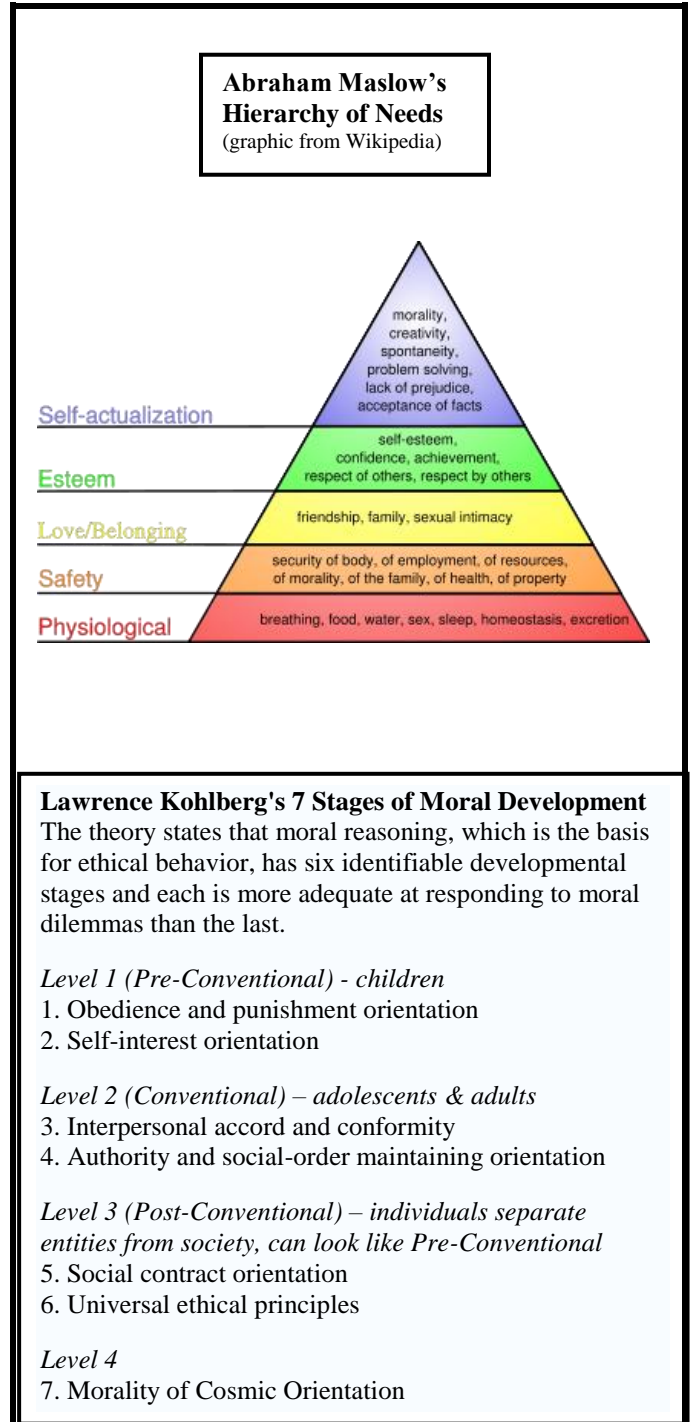 Abraham Maslow's
Hierarchy of Needs
(graphic from Wikipedia)
morality,
creativity,
spontaneity,
problem solving,
lack of prejudice,
acceptance of facts
Self-actualization
self-esteem,
confidence, achievement,
respect of others, respect by others
Esteem
friendship, family, sexual intimacy
Love/Belonging
security of body, of employment, of resources,
of morality, of the family, of health, of property
Safety
breathing, food, water, sex, sleep, homeostasis, excretion
Physiological
Lawrence Kohlberg's 7 Stages of Moral Development
The theory states that moral reasoning, which is the basis
for ethical behavior, has six identifiable developmental
stages and each is more adequate at responding to moral
dilemmas than the last.
Level 1 (Pre-Conventional) - children
1. Obedience and punishment orientation
2. Self-interest orientation
Level 2 (Conventional) – adolescents & adults
3. Interpersonal accord and conformity
4. Authority and social-order maintaining orientation
Level 3 (Post-Conventional) – individuals separate
entities from society, can look like Pre-Conventional
5. Social contract orientation
6. Universal ethical principles
Level 4
7. Morality of Cosmic Orientation